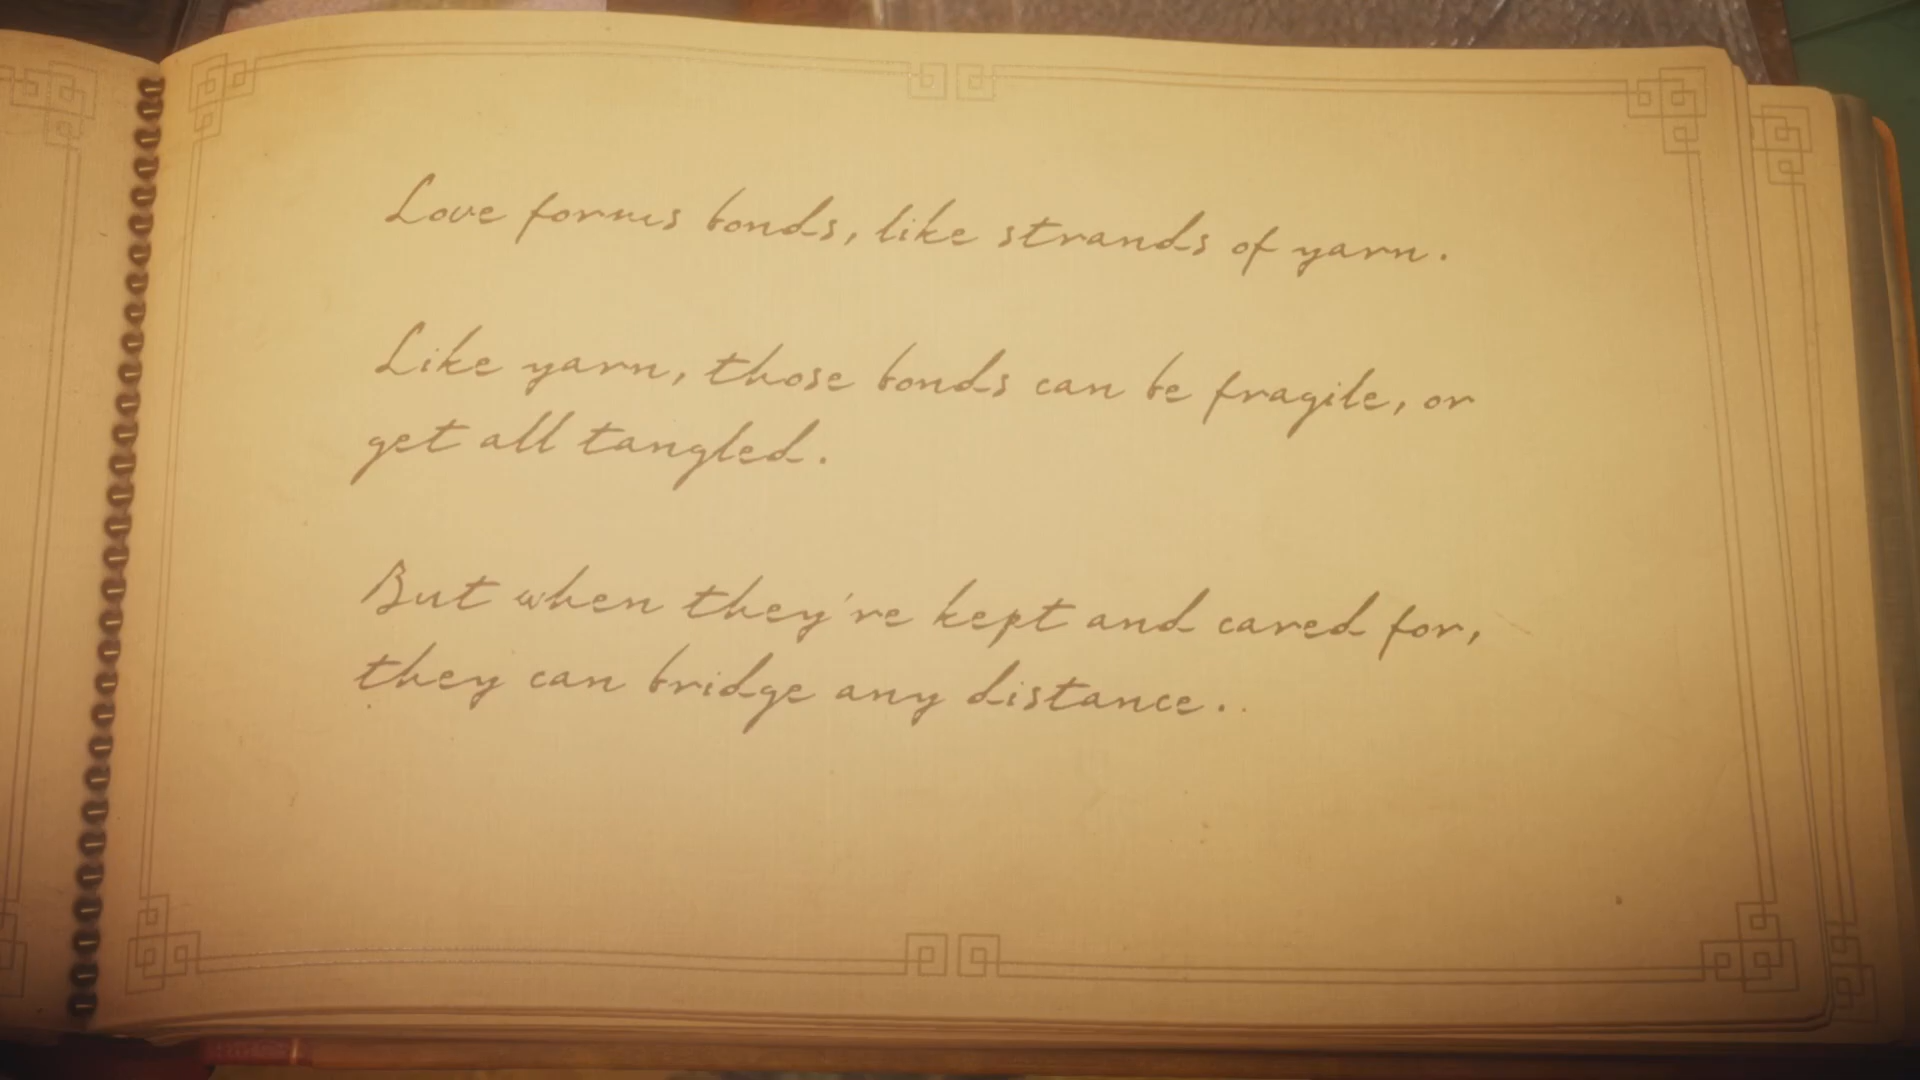 Love forms bonds, like strands of yarn.
Like yarn, those bonds can be fragile, or
get all tangled.
But when they're kept and cared for,
they can bridge any distance..